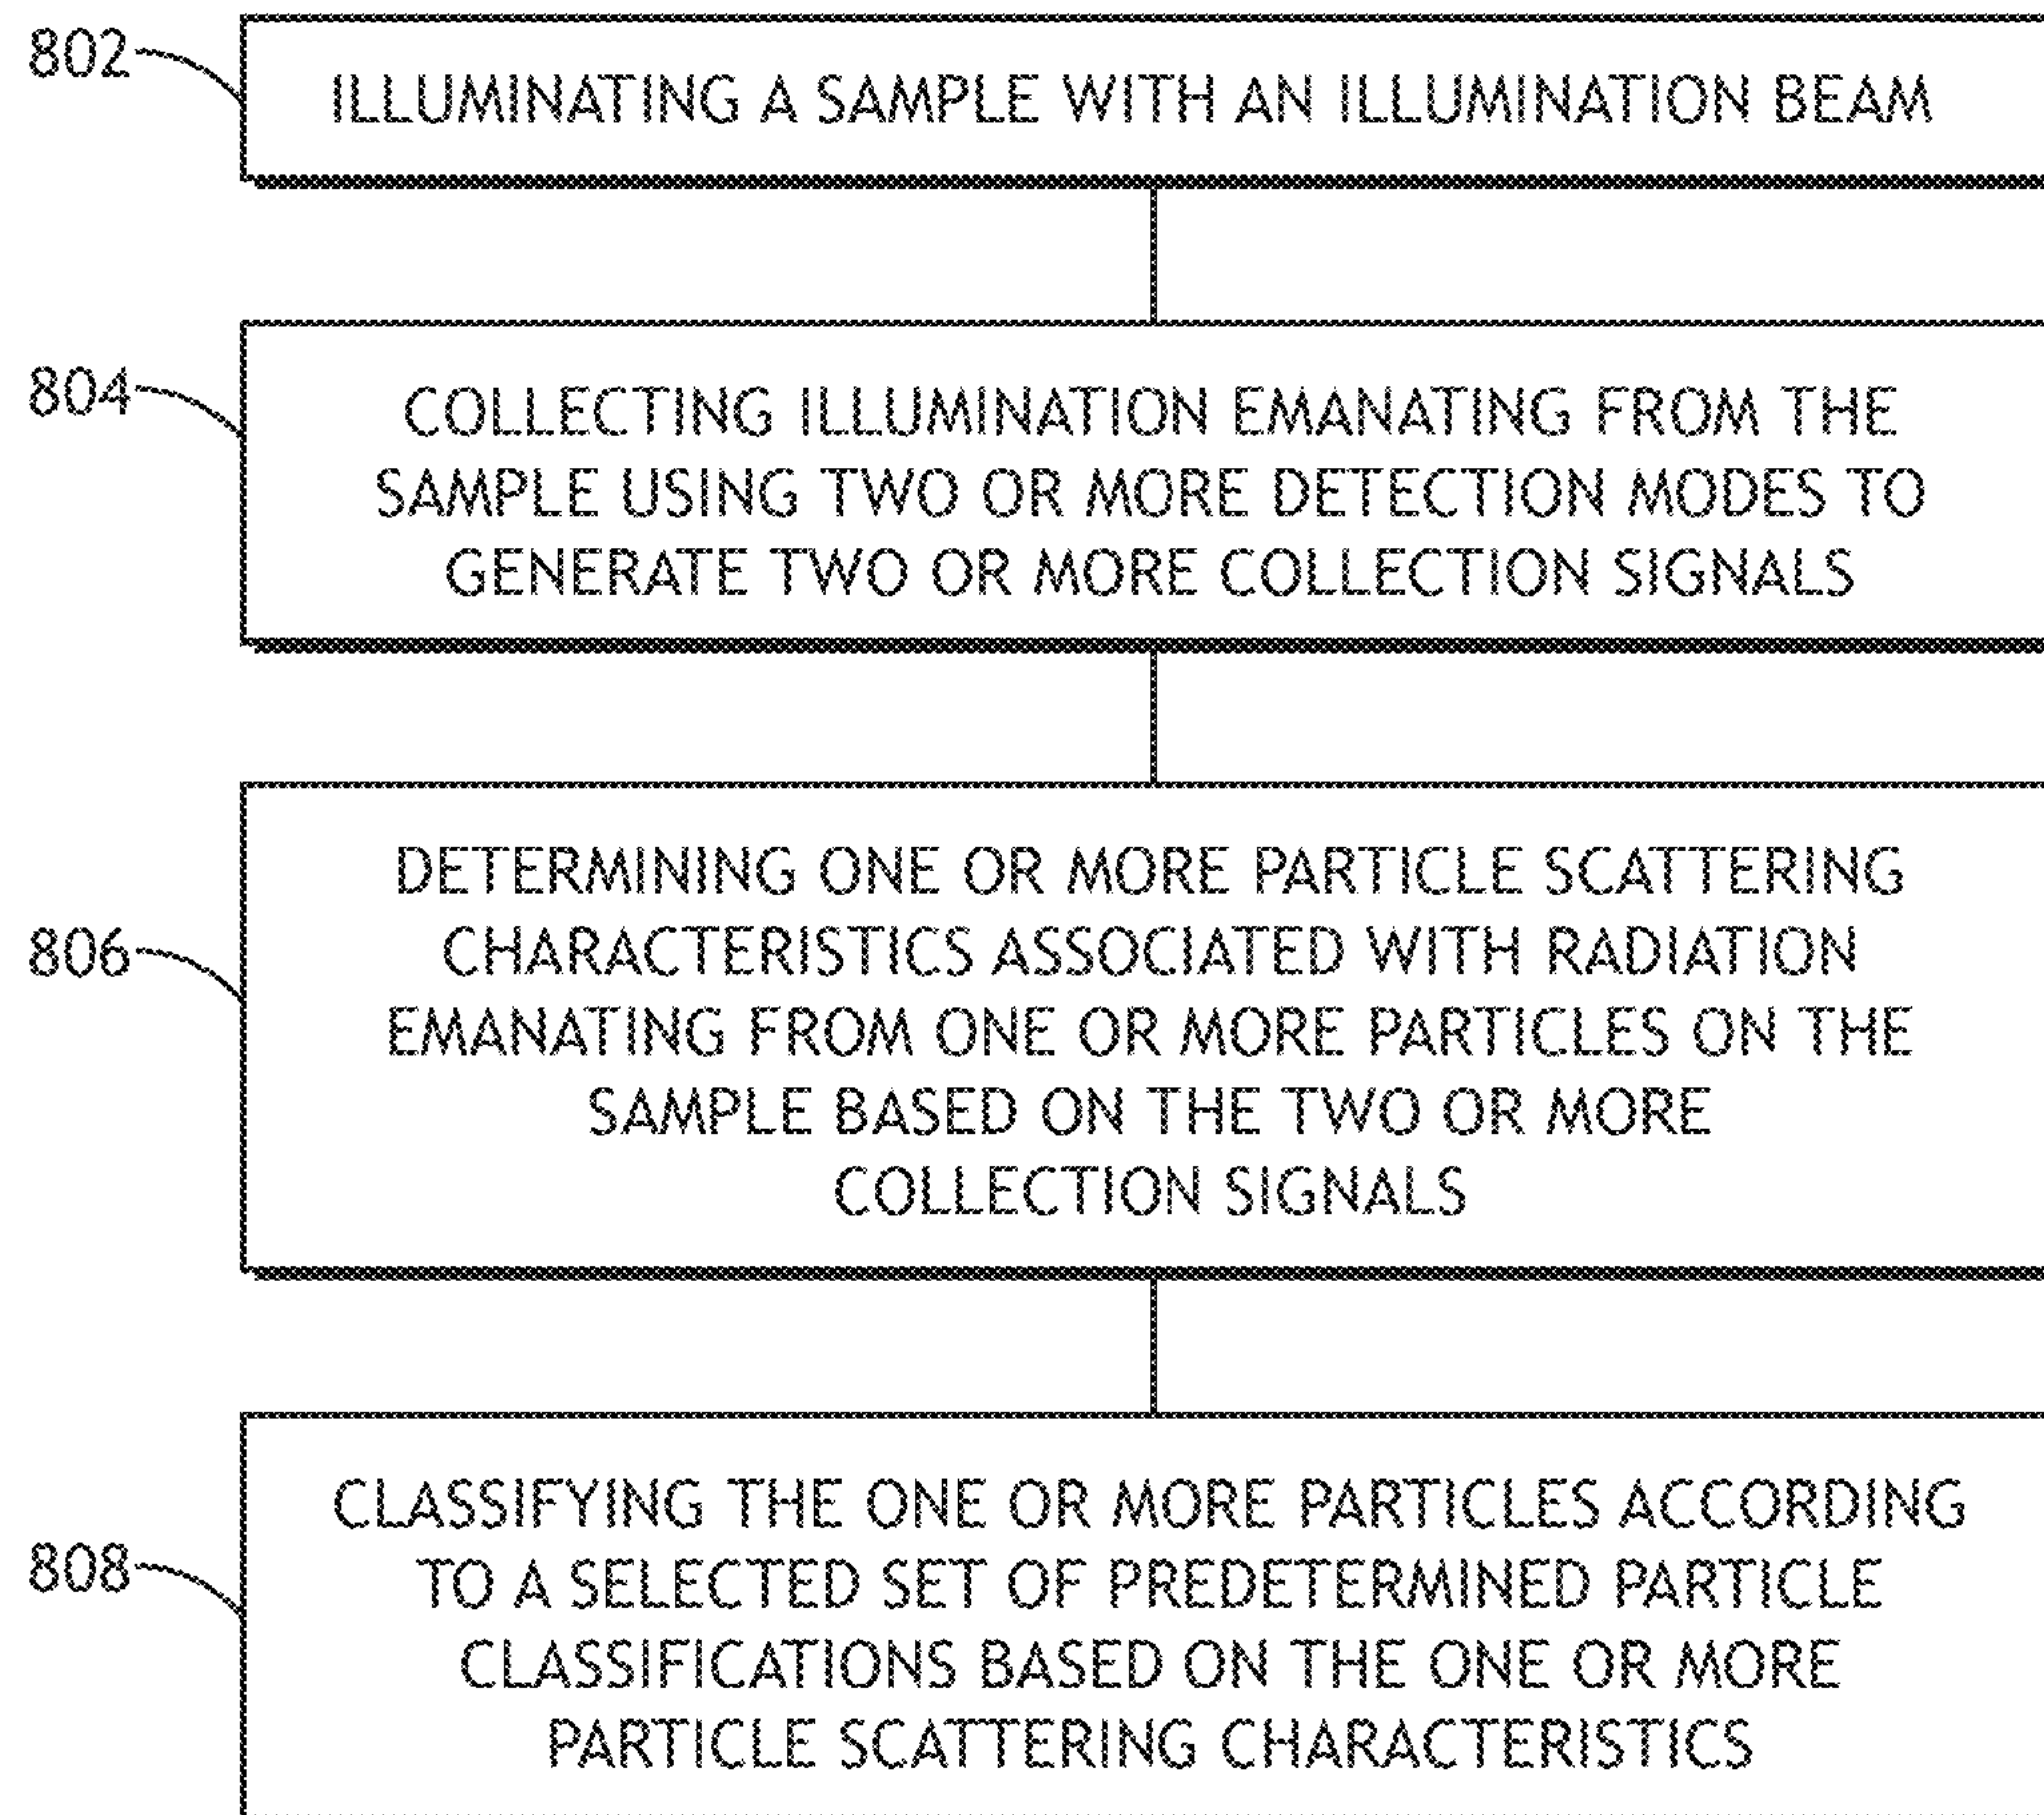 802
ILLUMINATING A SAMPLE WITH AN ILLUMINATION BEAM
804
COLLECTING ILLUMINATION EMANATING FROM THE
SAMPLE USING TWO OR MORE DETECTION MODES TO
GENERATE TWO OR MORE COLLECTION SIGNALS
806
DETERMINING ONE OR MORE PARTICLE SCATTERING
CHARACTERISTICS ASSOCIATED WITH RADIATION
EMANATING FROM ONE OR MORE PARTICLES ON THE
SAMPLE BASED ON THE TWO OR MORE
COLLECTION SIGNALS
808
CLASSIFYING THE ONE OR MORE PARTICLES ACCORDING
TO A SELECTED SET OF PREDETERMINED PARTICLE
CLASSIFICATIONS BASED ON THE ONE OR MORE
PARTICLE SCATTERING CHARACTERISTICS